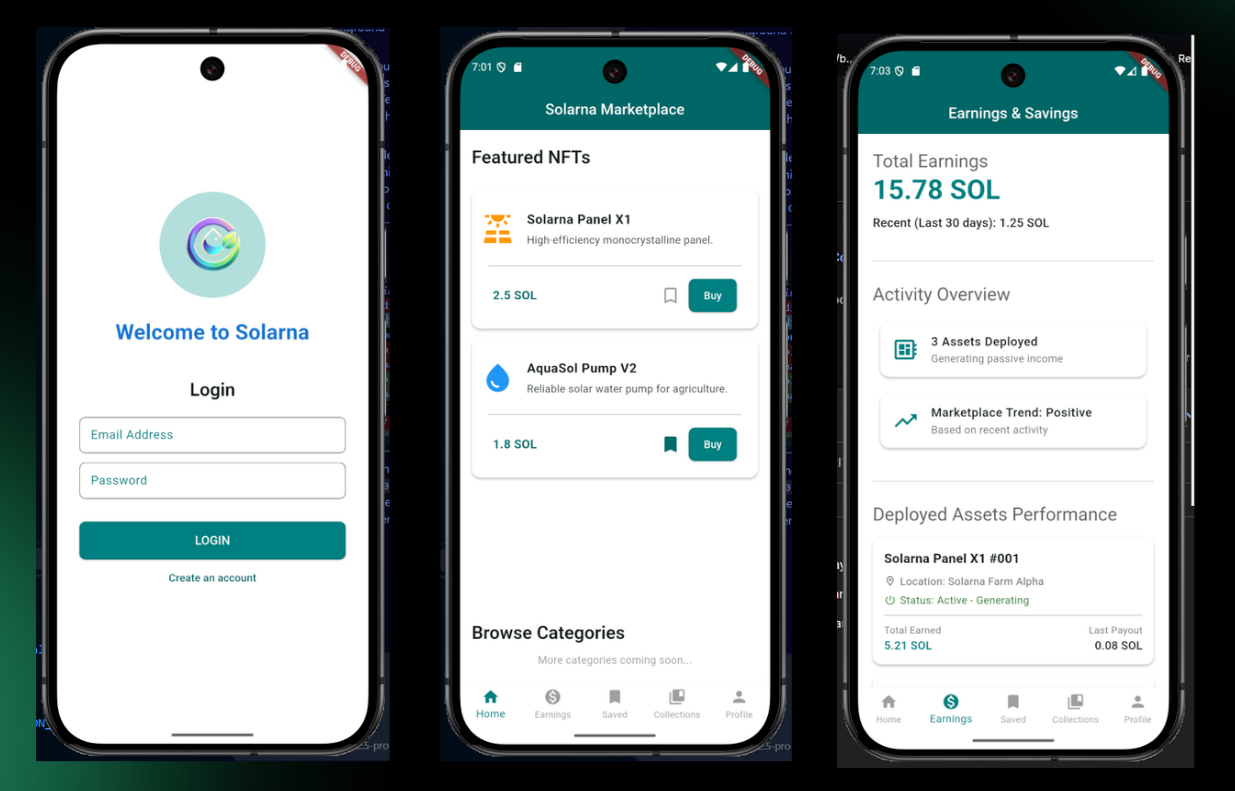 DEBUG
Welcome to Solarna
Login
Email Address
Password
LOGIN
Create an account
7:01
DEBUG
Solarna Marketplace
Featured NFTs
Solarna Panel X1
High-efficiency monocrystalline panel.
2.5 SOL
Buy
AquaSol Pump V2
Reliable solar water pump for agriculture.
1.8 SOL
Buy
Browse Categories
More categories coming soon...
Home Earnings Saved Collections Profile
7:03
DEBUG
Earnings & Savings
Total Earnings
15.78 SOL
Recent (Last 30 days): 1.25 SOL
Activity Overview
3 Assets Deployed
Generating passive income
Marketplace Trend: Positive
Based on recent activity
Deployed Assets Performance
Solarna Panel X1 #001
Location: Solarna Farm Alpha
Status: Active - Generating
Total Earned Last Payout
5.21 SOL 0.08 SOL
Home Earnings Saved Collections Profile